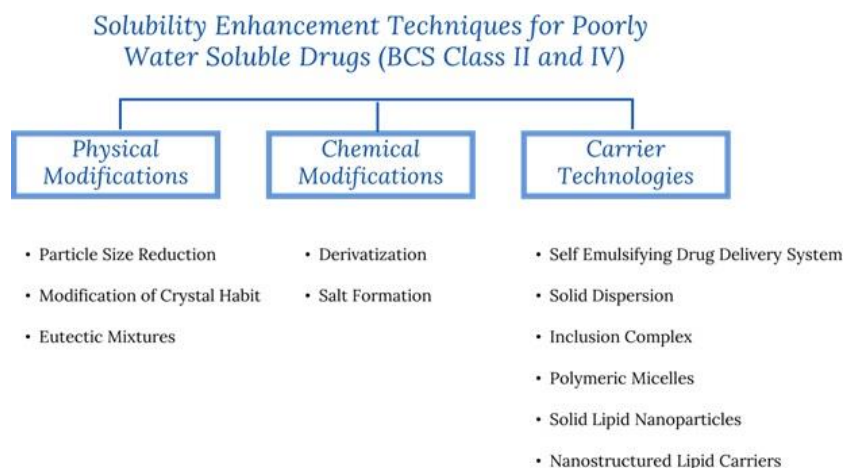 Solubility Enhancement Techniques for Poorly
Water Soluble Drugs (BCS Class II and IV)
Physical
Modifications
• Particle Size Reduction
• Modification of Crystal Habit
• Eutectic Mixtures
Chemical
Modifications
• Derivatization
• Salt Formation
Carrier
Technologies
• Self Emulsifying Drug Delivery System
• Solid Dispersion
• Inclusion Complex
• Polymeric Micelles
• Solid Lipid Nanoparticles
• Nanostructured Lipid Carriers